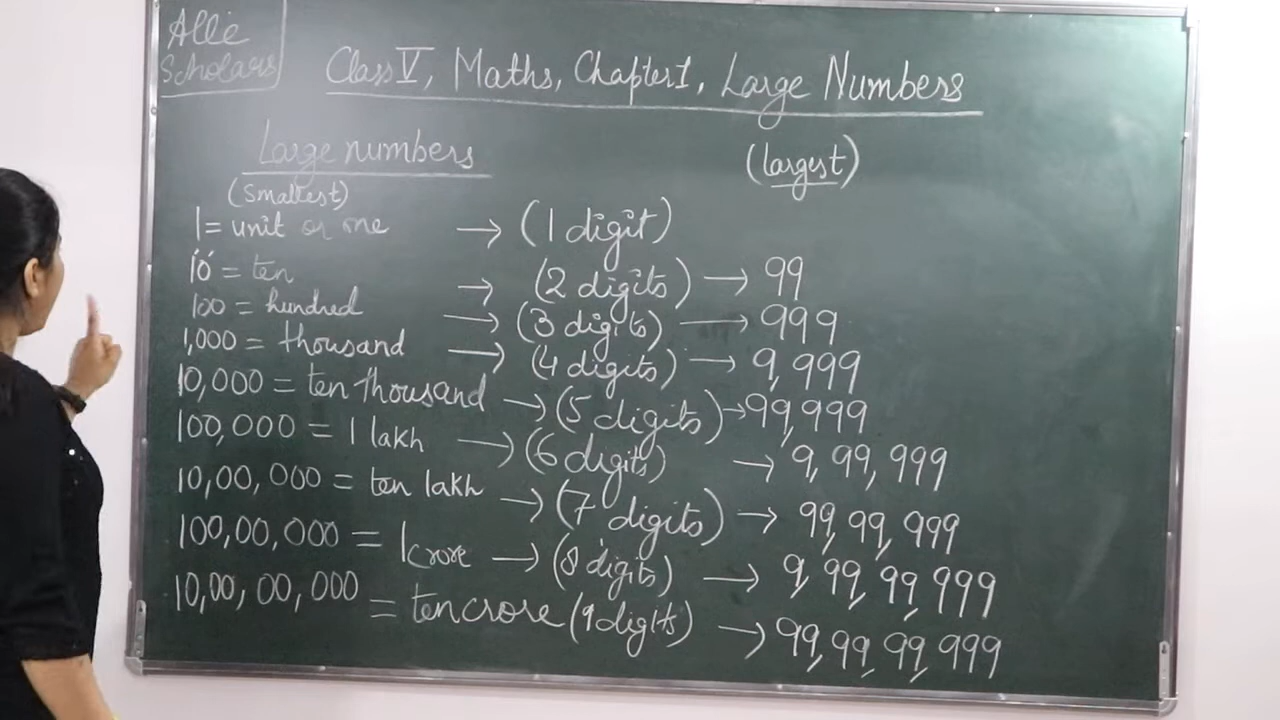 Alle
Scholars
Class V, Maths, Chapter 1, Large Numbers
Large numbers
(smallest)
(largest)
1 = unit or one → (1 digit)
10 = ten → (2 digits) → 99
100 = hundred → (3 digits) → 999
1,000 = thousand → (4 digits) → 9,999
10,000 = ten thousand → (5 digits) → 99,999
100,000 = 1 lakh → (6 digits) → 9,99,999
10,00,000 = ten lakh → (7 digits) → 99,99,999
100,00,000 = 1 crore → (8 digits) → 9,99,99,999
10,00,00,000 = ten crore (9 digits) → 99,99,99,999